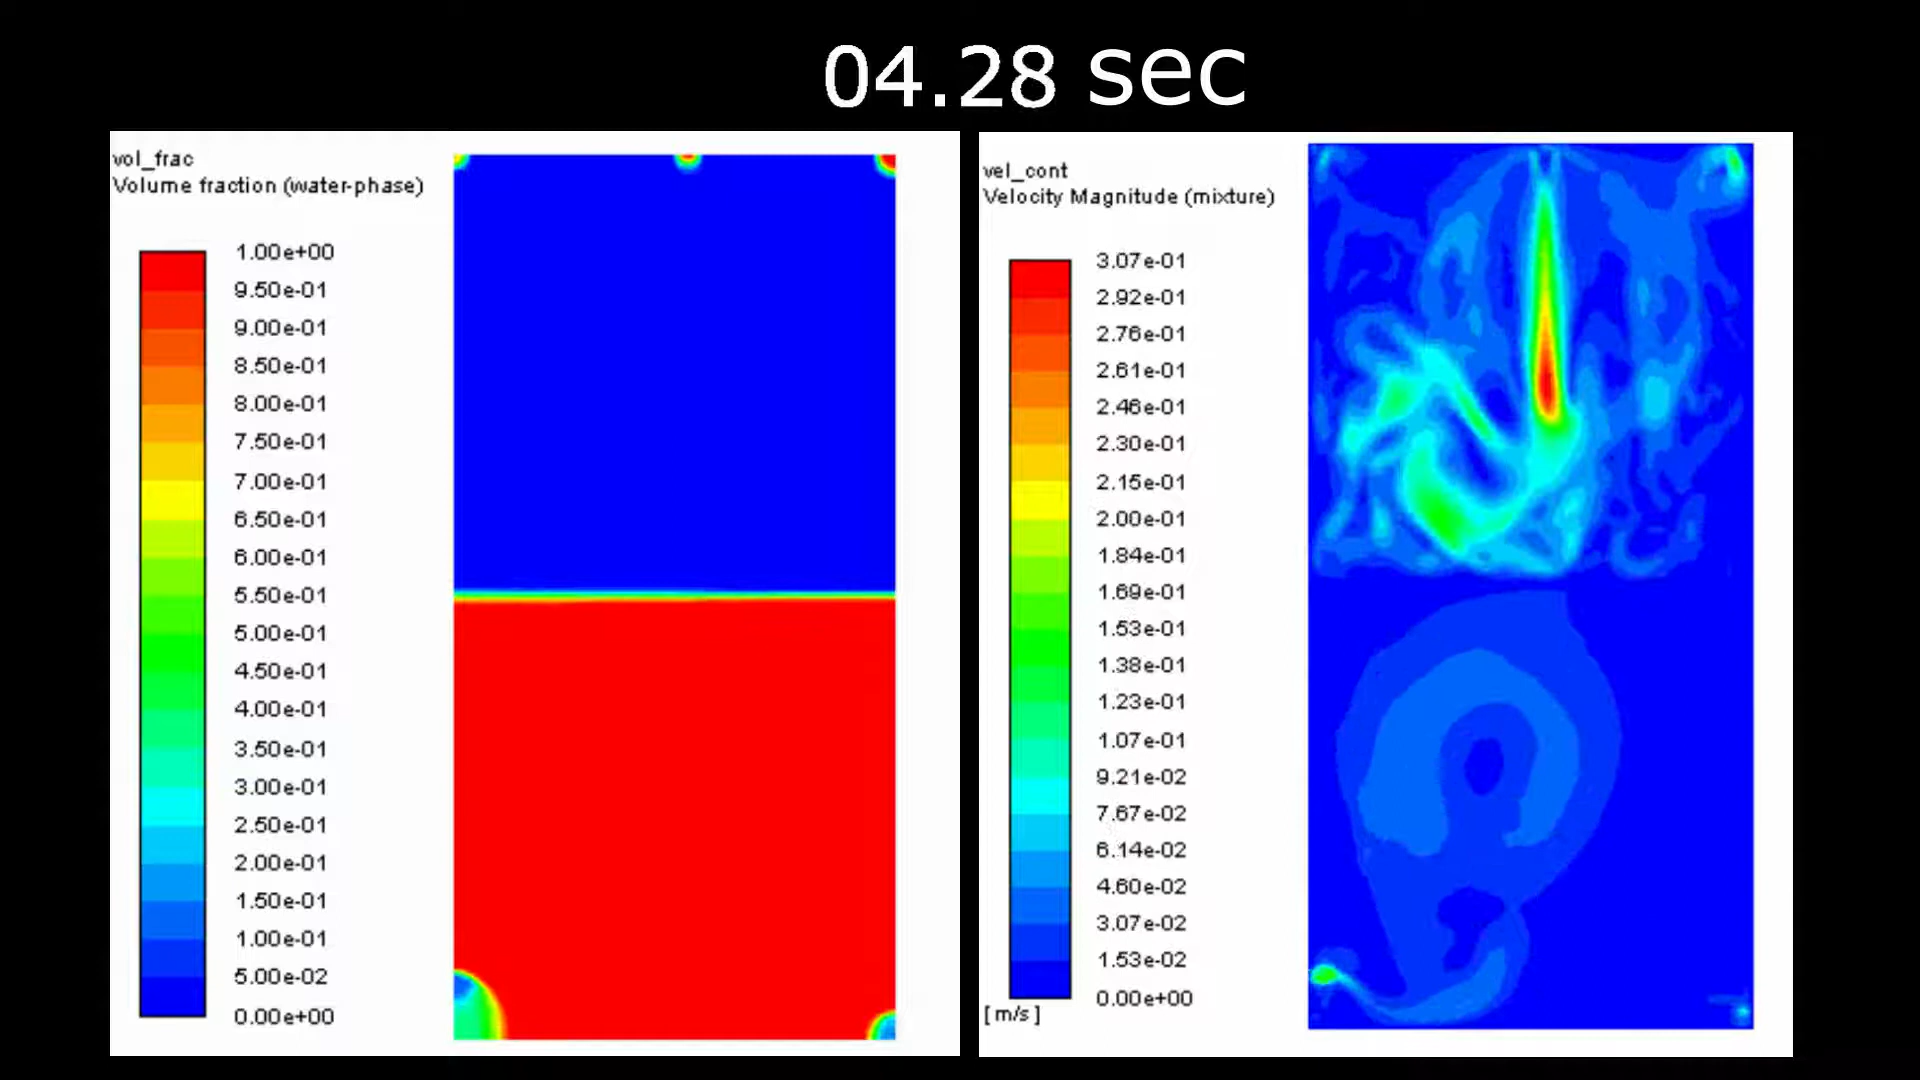 04.28 sec
vol_frac
Volume fraction (water-phase)
1.00e+00
9.50e-01
9.00e-01
8.50e-01
8.00e-01
7.50e-01
7.00e-01
6.50e-01
6.00e-01
5.50e-01
5.00e-01
4.50e-01
4.00e-01
3.50e-01
3.00e-01
2.50e-01
2.00e-01
1.50e-01
1.00e-01
5.00e-02
0.00e+00
vel_cont
Velocity Magnitude (mixture)
3.07e-01
2.92e-01
2.76e-01
2.61e-01
2.46e-01
2.30e-01
2.15e-01
2.00e-01
1.84e-01
1.69e-01
1.53e-01
1.38e-01
1.23e-01
1.07e-01
9.21e-02
7.67e-02
6.14e-02
4.60e-02
3.07e-02
1.53e-02
0.00e+00
[m/s]